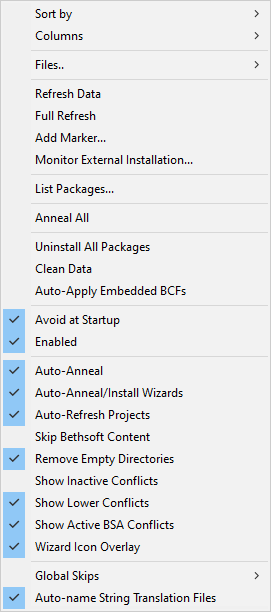 Sort by
Columns
Files..
Refresh Data
Full Refresh
Add Marker...
Monitor External Installation...
List Packages...
Anneal All
Uninstall All Packages
Clean Data
Auto-Apply Embedded BCFs
Avoid at Startup
Enabled
Auto-Anneal
Auto-Anneal/Install Wizards
Auto-Refresh Projects
Skip Bethsoft Content
Remove Empty Directories
Show Inactive Conflicts
Show Lower Conflicts
Show Active BSA Conflicts
Wizard Icon Overlay
Global Skips
Auto-name String Translation Files